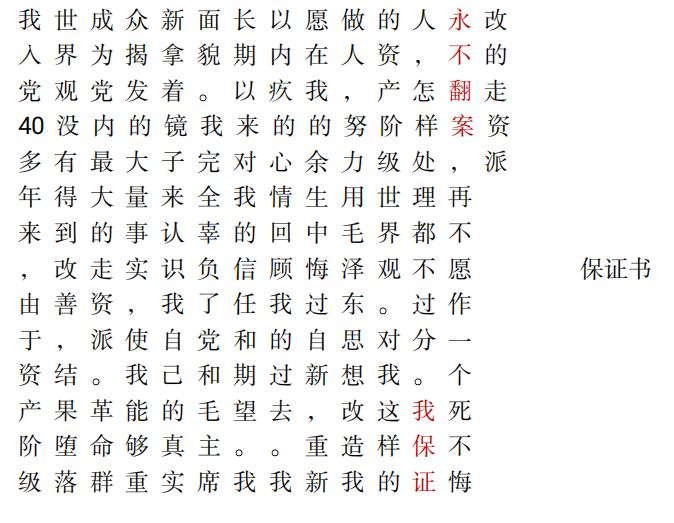 保证书
我入党40多年来,由于资产阶级
世界观没有得到改善,结果堕落
成为党内最大的走资派。革命群
众揭发的大量事实,使我能够重
新拿着镜子来认识我自己的真实
面貌。我完全辜负了党和毛主席
长期以来对我的信任和期望。我
以内疚的心情回顾我的过去。我
愿在我的余生中悔过自新,重新
做人,努力用毛泽东思想改造我
的资产阶级世界观。对我这样的
人,怎样处理都不过分。我保证
永不翻案,再不愿作一个死不悔
改的走资派